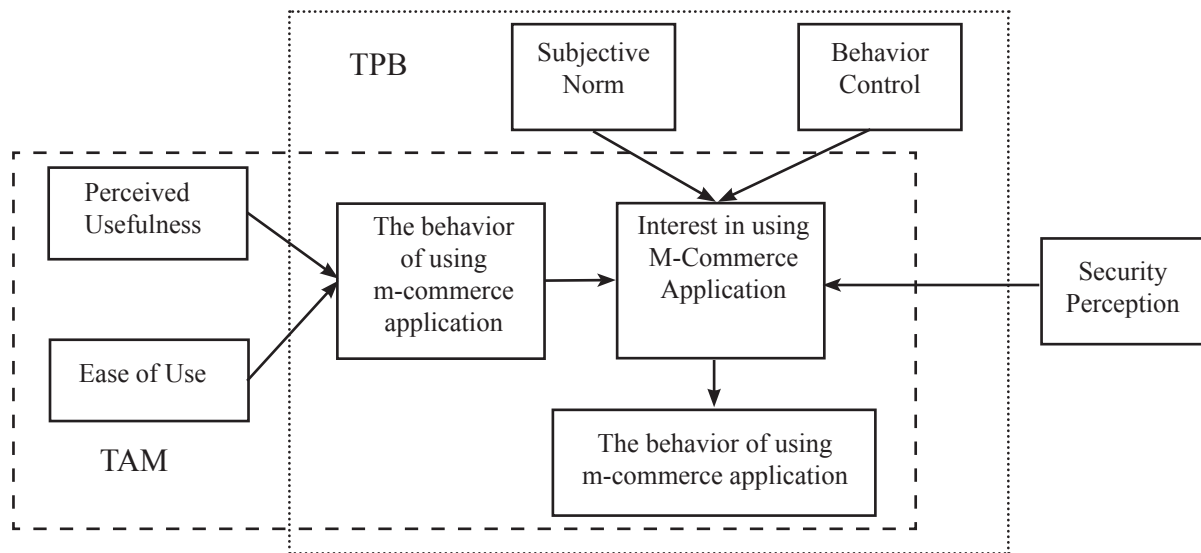 TPB
Subjective
Norm
Behavior
Control
Perceived
Usefulness
The behavior
of using
m-commerce
application
Interest in using
M-Commerce
Application
Security
Perception
Ease of Use
TAM
The behavior of using
m-commerce application